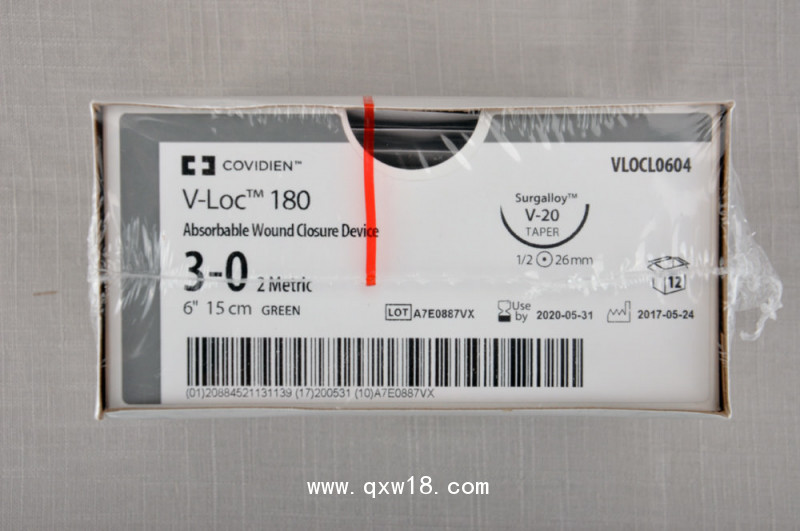 COVIDIEN™
VLOCL0604
V-Loc™ 180
Absorbable Wound Closure Device
Surgalloy™
V-20
TAPER
1/2 26mm
3-0 2 Metric
12
6" 15 cm GREEN
LOT A7E0887VX
Use by 2020-05-31
2017-05-24
(01)20884521131139 (17)200531 (10)A7E0887VX
www.qxw18.com